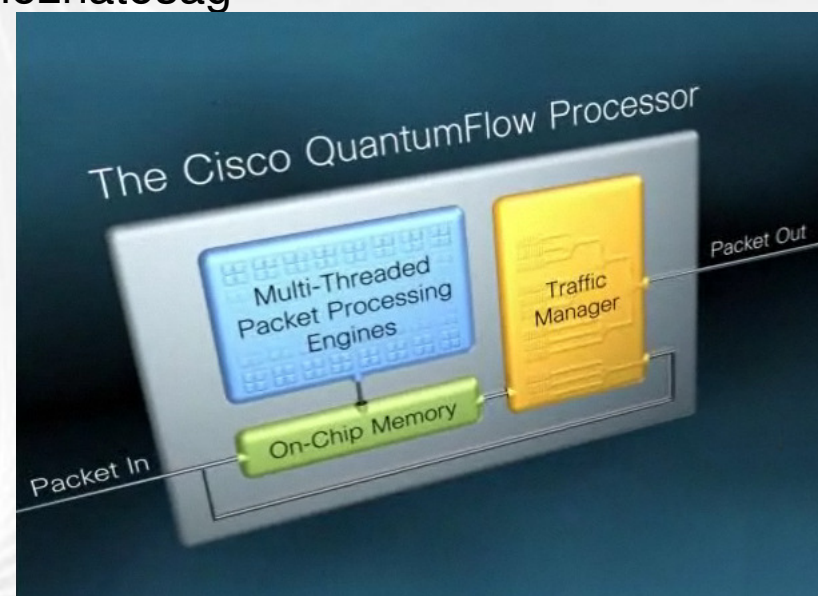 The Cisco QuantumFlow Processor
Multi-Threaded
Packet Processing
Engines
Traffic
Manager
Packet Out
On-Chip Memory
Packet In